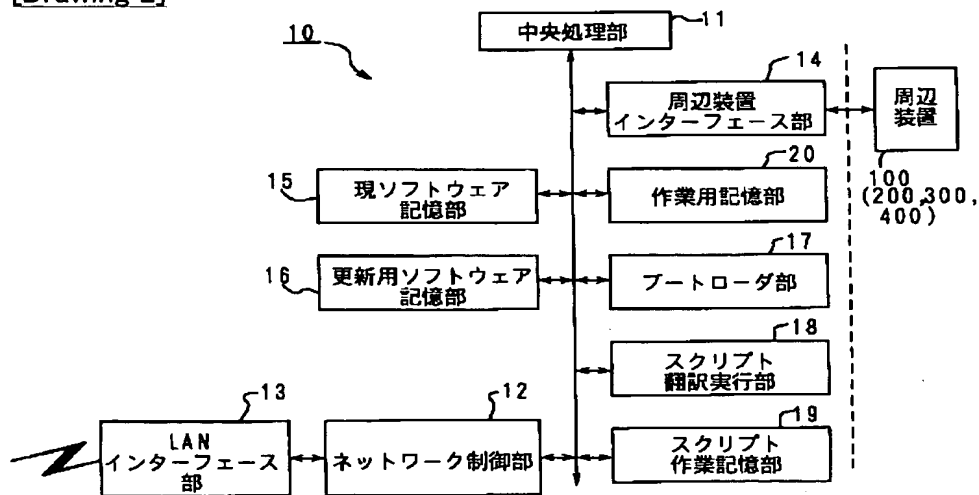 [Drawing 2]
10
中央処理部
11
14
周辺装置
インターフェース部
周辺
装置
100
(200,300,
400)
15
現ソフトウェア
記憶部
20
作業用記憶部
16
更新用ソフトウェア
記憶部
17
ブートローダ部
18
スクリプト
翻訳実行部
13
LAN
インターフェース
部
12
ネットワーク制御部
19
スクリプト
作業記憶部